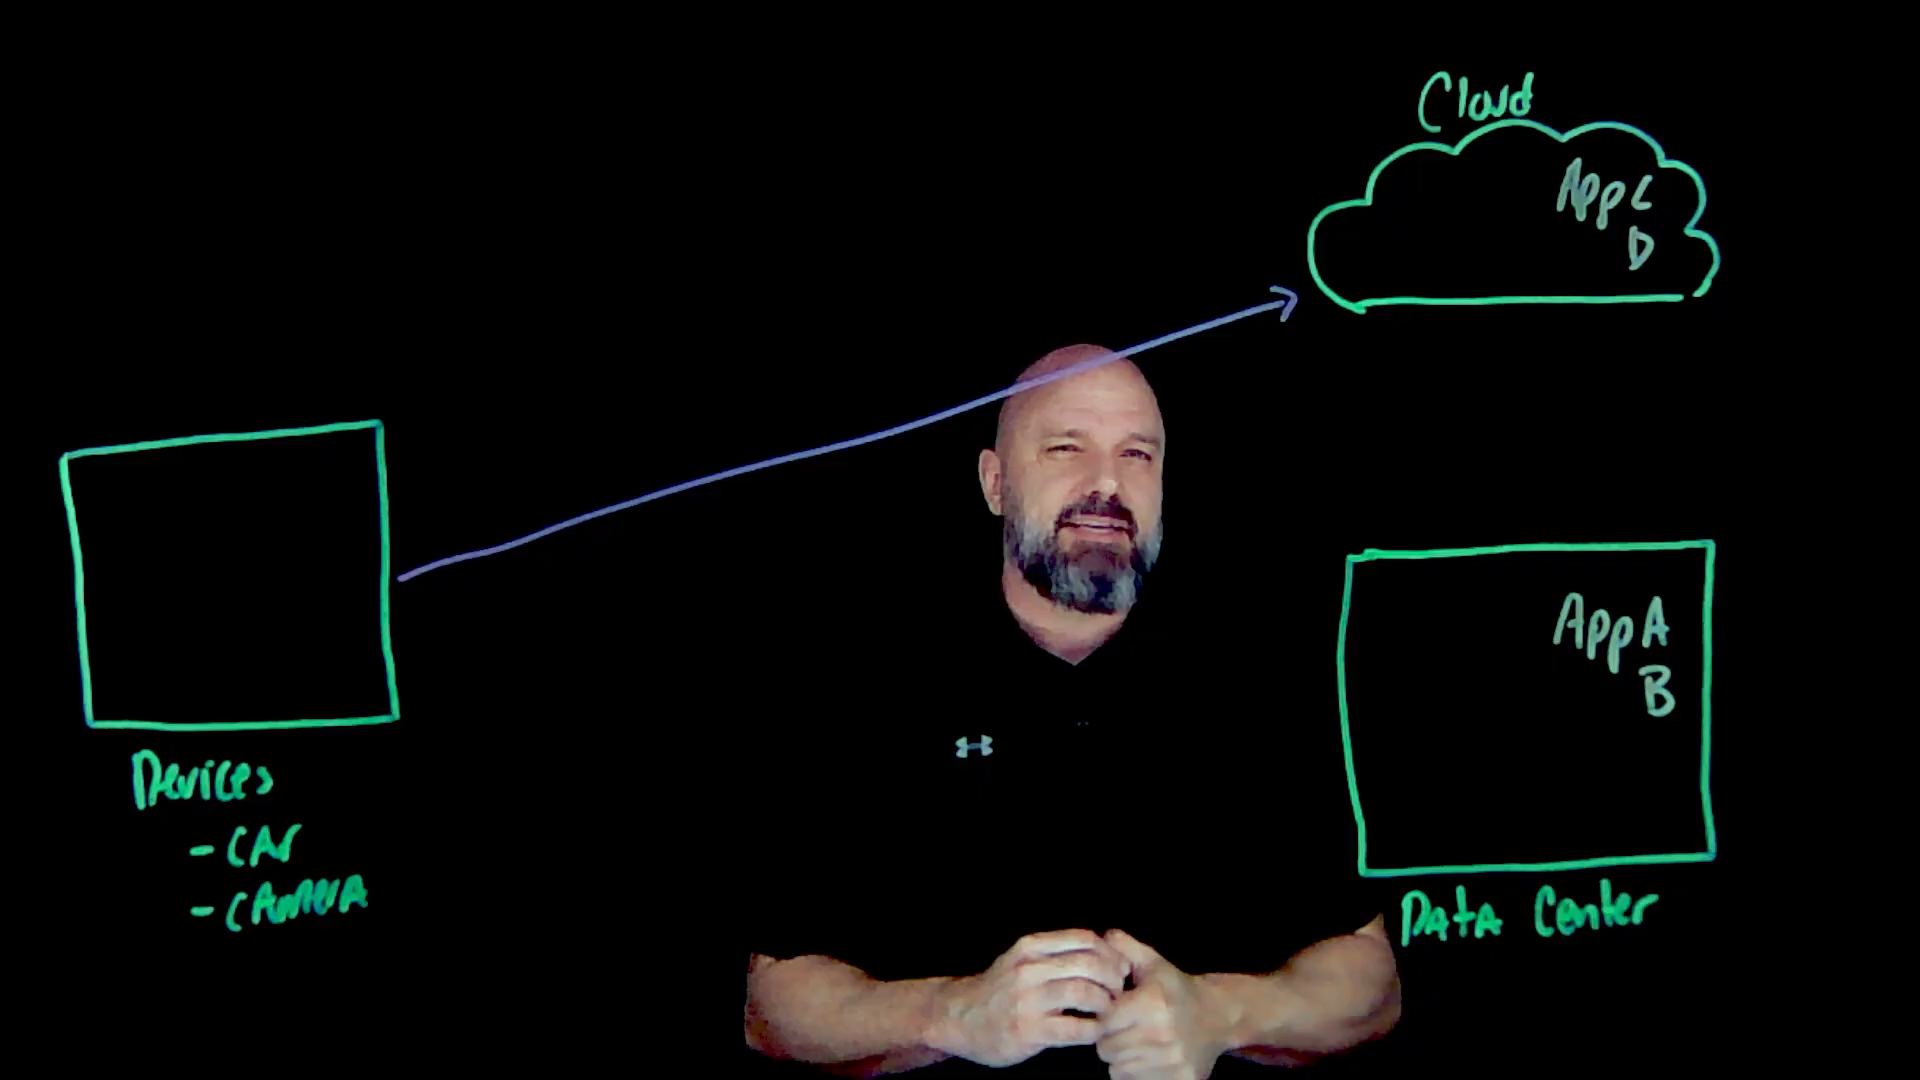 Cloud
App C
D
App A
B
Devices
- CAr
- CAMERA
DATA Center